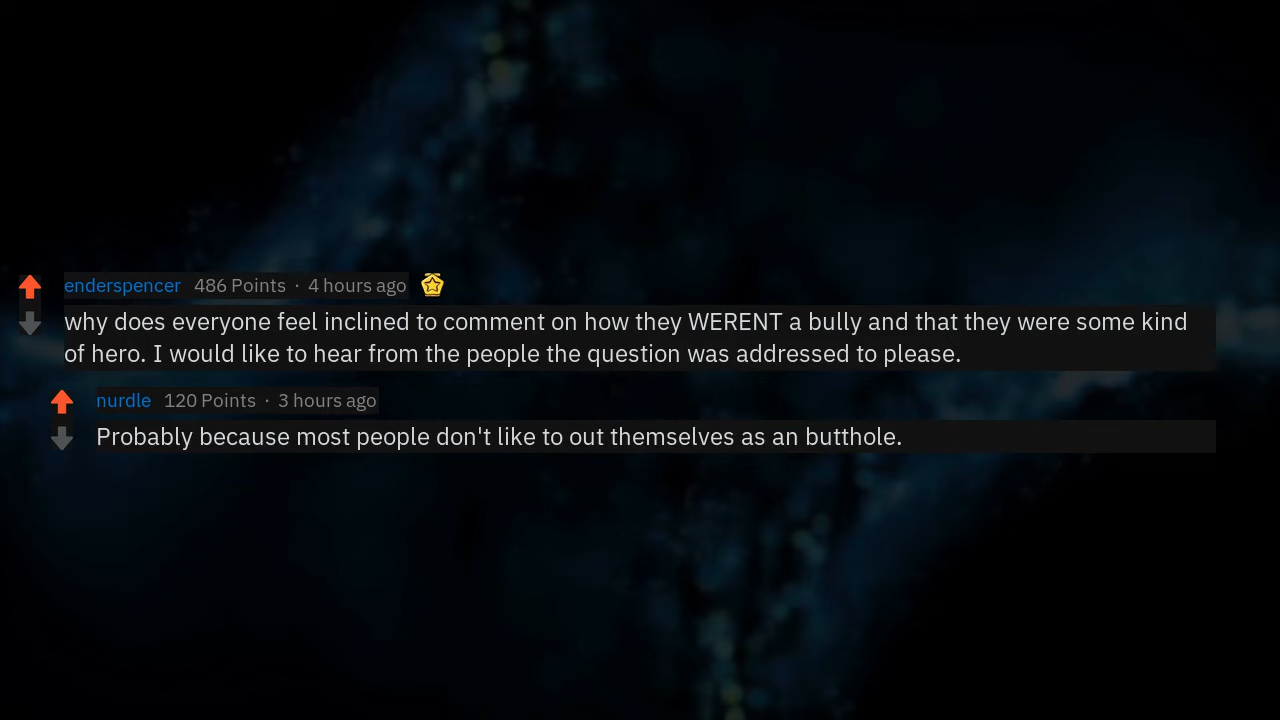 enderspencer 486 Points · 4 hours ago
why does everyone feel inclined to comment on how they WERENT a bully and that they were some kind
of hero. I would like to hear from the people the question was addressed to please.
nurdle 120 Points · 3 hours ago
Probably because most people don't like to out themselves as an butthole.